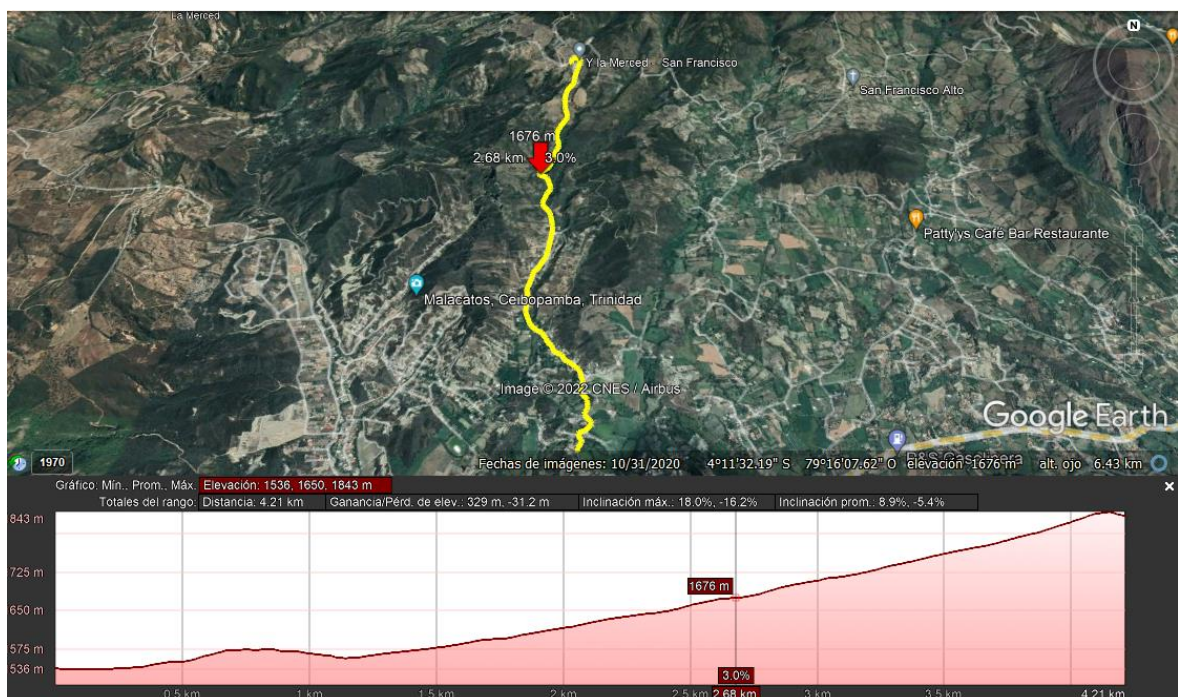 La Merced
N
Y la Merced San Francisco
San Francisco Alto
1676 m
2.68 km 3.0%
Patty'ys Cafe Bar Restaurante
Malacatos, Ceibopamba, Trinidad
Image © 2022 CNES / Airbus
Google Earth
1970
Fechas de imágenes: 10/31/2020 4°11'32.19" S 79°16'07.62" O elevación 1676 m alt. ojo 6.43 km
Gráfico: Mín., Prom., Máx. Elevación: 1536, 1650, 1843 m
Totales del rango: Distancia: 4.21 km Ganancia/Pérd. de elev.: 329 m, -31.2 m Inclinación máx.: 18.0%, -16.2% Inclinación prom.: 8.9%, -5.4%
843 m
725 m
1676 m
650 m
575 m
536 m
3.0%
0.5 km 1 km 1.5 km 2 km 2.5 km 2.68 km 3 km 3.5 km 4.21 km